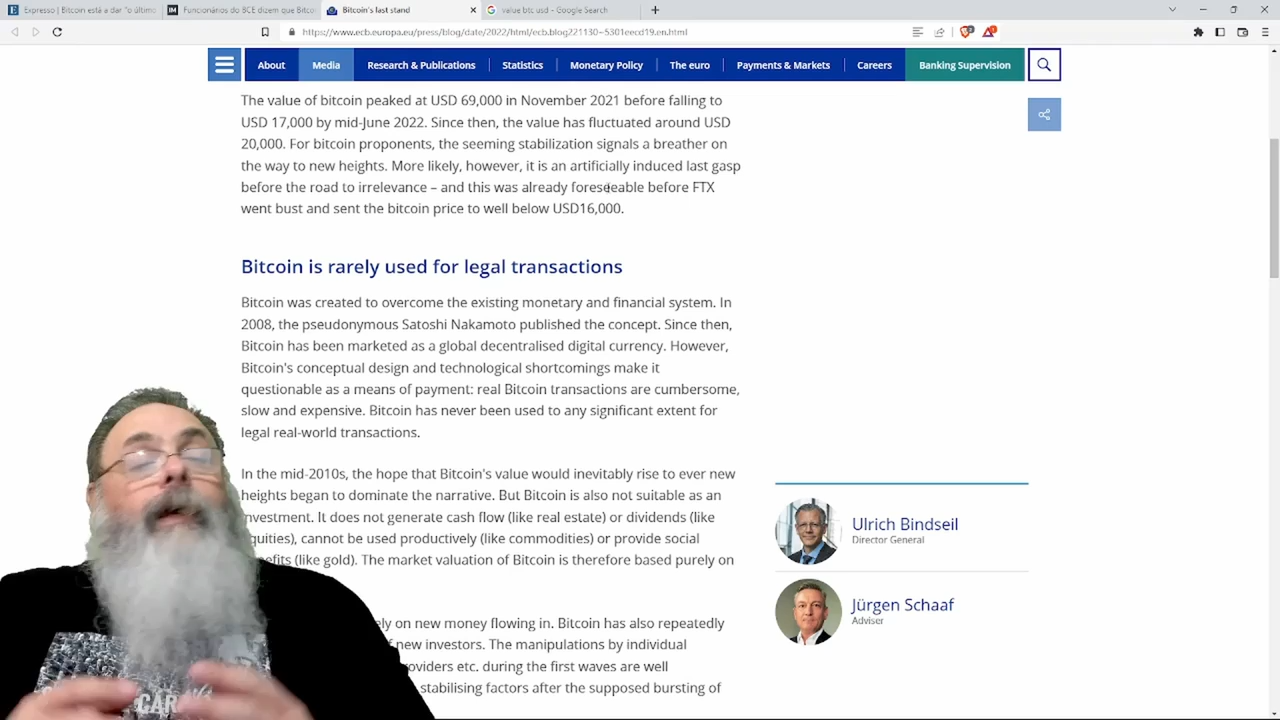 Expresso | Bitcoin está a dar "o últim
Funcionários do BCE dizem que Bitco
Bitcoin's last stand
value btc usd - Google Search
https://www.ecb.europa.eu/press/blog/date/2022/html/ecb.blog221130~5301eecd19.en.html
About
Media
Research & Publications
Statistics
Monetary Policy
The euro
Payments & Markets
Careers
Banking Supervision
The value of bitcoin peaked at USD 69,000 in November 2021 before falling to
USD 17,000 by mid-June 2022. Since then, the value has fluctuated around USD
20,000. For bitcoin proponents, the seeming stabilization signals a breather on
the way to new heights. More likely, however, it is an artificially induced last gasp
before the road to irrelevance – and this was already foreseeable before FTX
went bust and sent the bitcoin price to well below USD16,000.
Bitcoin is rarely used for legal transactions
Bitcoin was created to overcome the existing monetary and financial system. In
2008, the pseudonymous Satoshi Nakamoto published the concept. Since then,
Bitcoin has been marketed as a global decentralised digital currency. However,
Bitcoin's conceptual design and technological shortcomings make it
questionable as a means of payment: real Bitcoin transactions are cumbersome,
slow and expensive. Bitcoin has never been used to any significant extent for
legal real-world transactions.
In the mid-2010s, the hope that Bitcoin's value would inevitably rise to ever new
heights began to dominate the narrative. But Bitcoin is also not suitable as an
investment. It does not generate cash flow (like real estate) or dividends (like
equities), cannot be used productively (like commodities) or provide social
benefits (like gold). The market valuation of Bitcoin is therefore based purely on
ly on new money flowing in. Bitcoin has also repeatedly
new investors. The manipulations by individual
oviders etc. during the first waves are well
stabilising factors after the supposed bursting of
Ulrich Bindseil
Director General
Jürgen Schaaf
Adviser
CAR